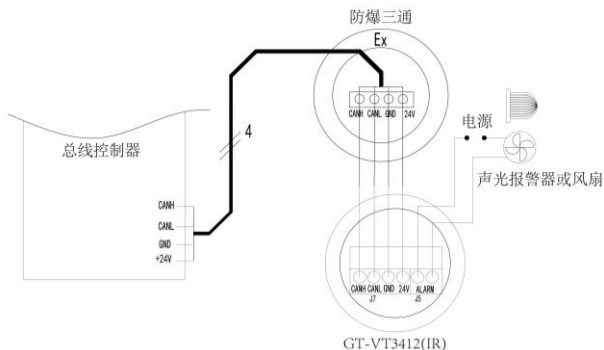 防爆三通
Ex
CANH CANL GND 24V
4
总线控制器
电源
声光报警器或风扇
CANH
CANL
GND
+24V
CANH CANL GND 24V ALARM
J7 J5
GT-VT3412(IR)